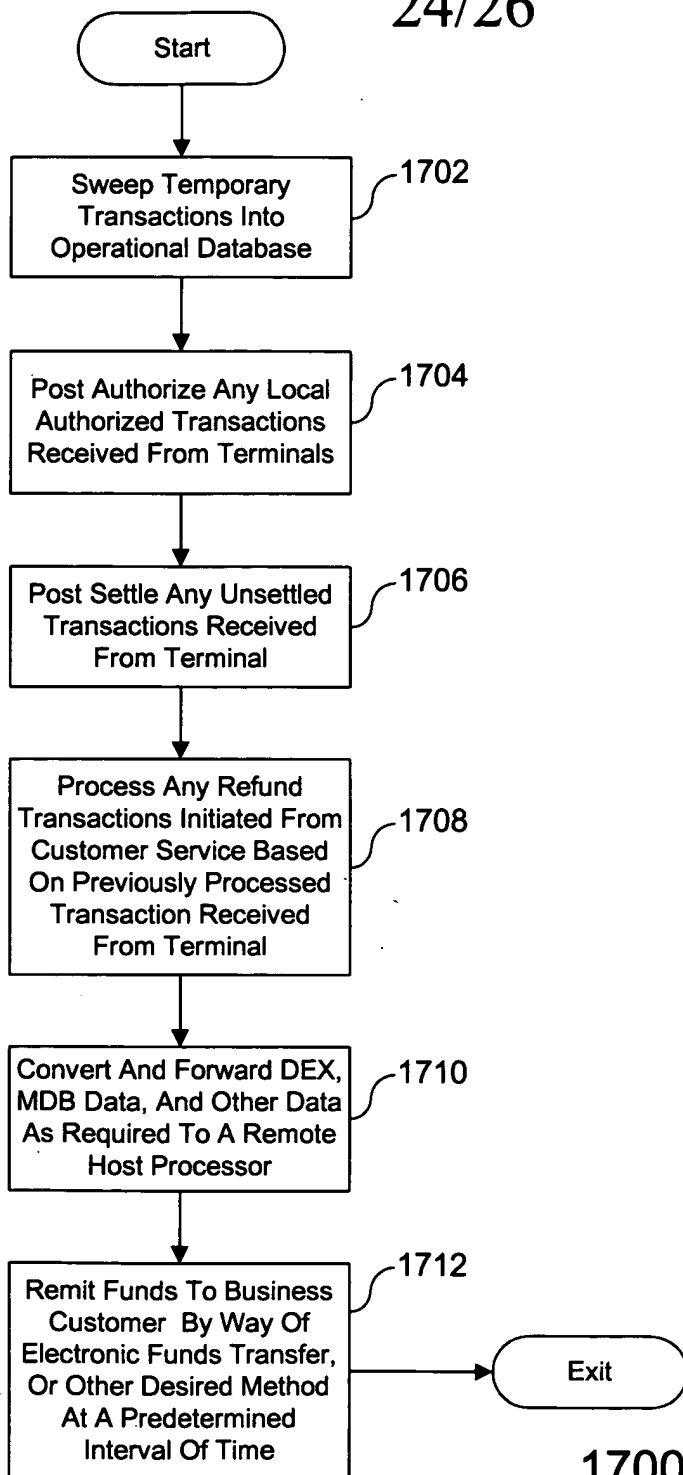 24/26
Start
Sweep Temporary
Transactions Into
Operational Database
1702
Post Authorize Any Local
Authorized Transactions
Received From Terminals
1704
Post Settle Any Unsettled
Transactions Received
From Terminal
1706
Process Any Refund
Transactions Initiated From
Customer Service Based
On Previously Processed
Transaction Received
From Terminal
1708
Convert And Forward DEX,
MDB Data, And Other Data
As Required To A Remote
Host Processor
1710
Remit Funds To Business
Customer By Way Of
Electronic Funds Transfer,
Or Other Desired Method
At A Predetermined
Interval Of Time
1712
Exit
1700